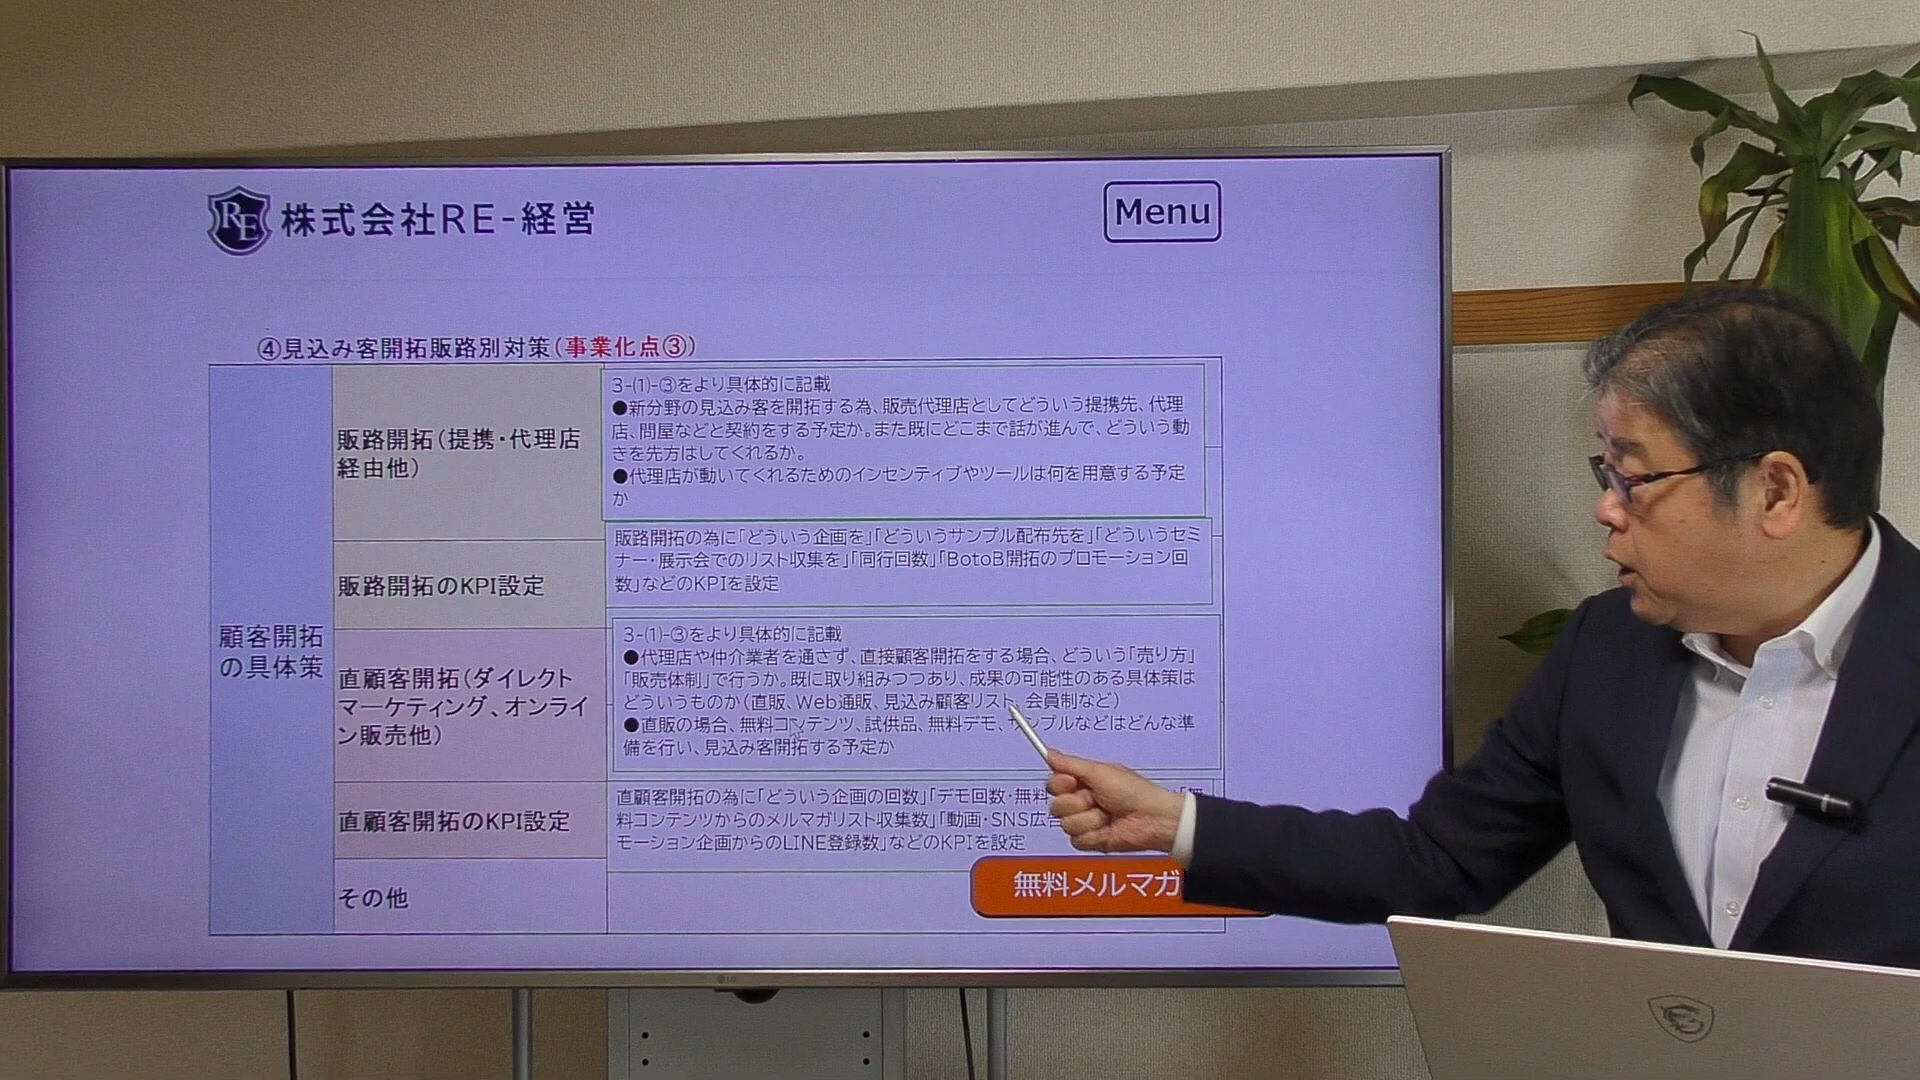 RE 株式会社RE-経営
Menu
④見込み客開拓販路別対策(事業化点③)
顧客開拓
の具体策
販路開拓(提携・代理店
経由他)
3-(1)-③をより具体的に記載
●新分野の見込み客を開拓する為、販売代理店としてどういう提携先、代理
店、問屋などと契約をする予定か。また既にどこまで話が進んで、どういう動
きを先方はしてくれるか。
●代理店が動いてくれるためのインセンティブやツールは何を用意する予定
か
販路開拓のKPI設定
販路開拓の為に「どういう企画を」「どういうサンプル配布先を」「どういうセミ
ナー・展示会でのリスト収集を」「同行回数」「BotoB開拓のプロモーション回
数」などのKPIを設定
直顧客開拓(ダイレクト
マーケティング、オンライ
ン販売他)
3-(1)-③をより具体的に記載
●代理店や仲介業者を通さず、直接顧客開拓をする場合、どういう「売り方」
「販売体制」で行うか。既に取り組みつつあり、成果の可能性のある具体策は
どういうものか(直販、Web通販、見込み顧客リスト、会員制など)
●直販の場合、無料コンテンツ、試供品、無料デモ、サンプルなどはどんな準
備を行い、見込み客開拓する予定か
直顧客開拓のKPI設定
直顧客開拓の為に「どういう企画の回数」「デモ回数・無料
料コンテンツからのメルマガリスト収集数」「動画・SNS広告
モーション企画からのLINE登録数」などのKPIを設定
その他
無料メルマガ
LG